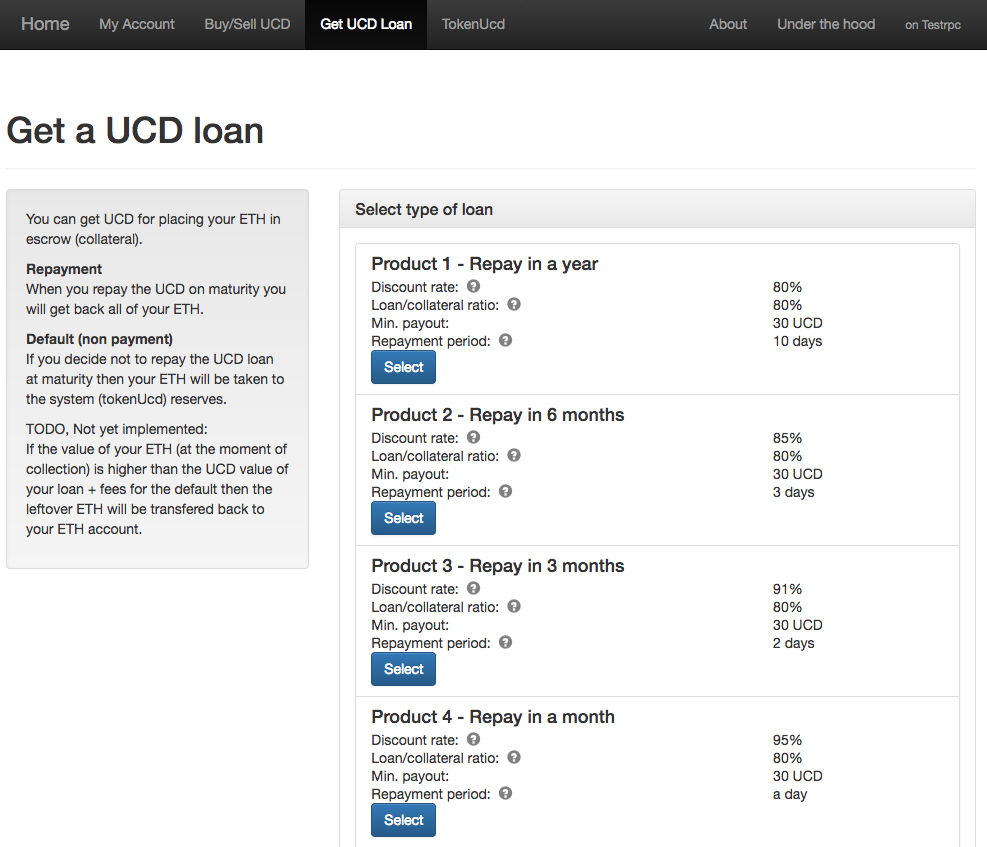 Home My Account Buy/Sell UCD Get UCD Loan TokenUcd About Under the hood on Testrpc
Get a UCD loan
You can get UCD for placing your ETH in
escrow (collateral).
Repayment
When you repay the UCD on maturity you
will get back all of your ETH.
Default (non payment)
If you decide not to repay the UCD loan
at maturity then your ETH will be taken to
the system (tokenUcd) reserves.
TODO, Not yet implemented:
If the value of your ETH (at the moment of
collection) is higher than the UCD value of
your loan + fees for the default then the
leftover ETH will be transfered back to
your ETH account.
Select type of loan
Product 1 - Repay in a year
Discount rate: ? 80%
Loan/collateral ratio: ? 80%
Min. payout: 30 UCD
Repayment period: ? 10 days
Select
Product 2 - Repay in 6 months
Discount rate: ? 85%
Loan/collateral ratio: ? 80%
Min. payout: 30 UCD
Repayment period: ? 3 days
Select
Product 3 - Repay in 3 months
Discount rate: ? 91%
Loan/collateral ratio: ? 80%
Min. payout: 30 UCD
Repayment period: ? 2 days
Select
Product 4 - Repay in a month
Discount rate: ? 95%
Loan/collateral ratio: ? 80%
Min. payout: 30 UCD
Repayment period: ? a day
Select